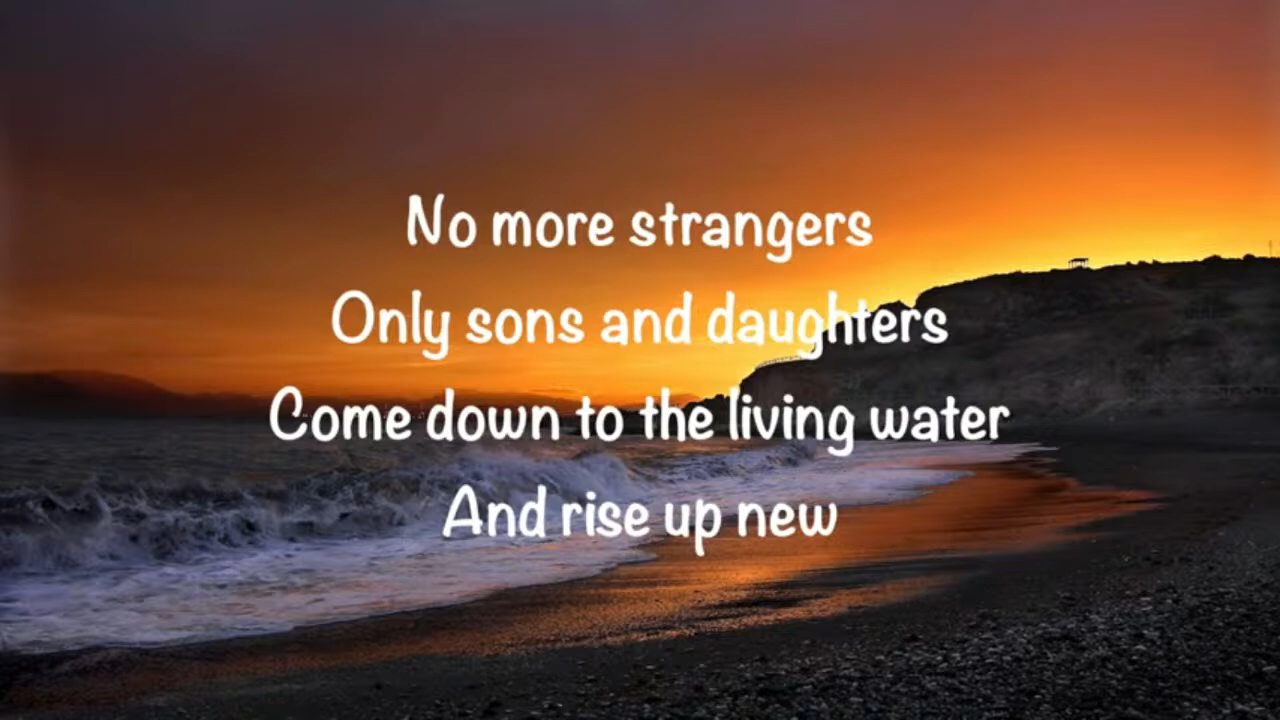 No more strangers
Only sons and daughters
Come down to the living water
And rise up new